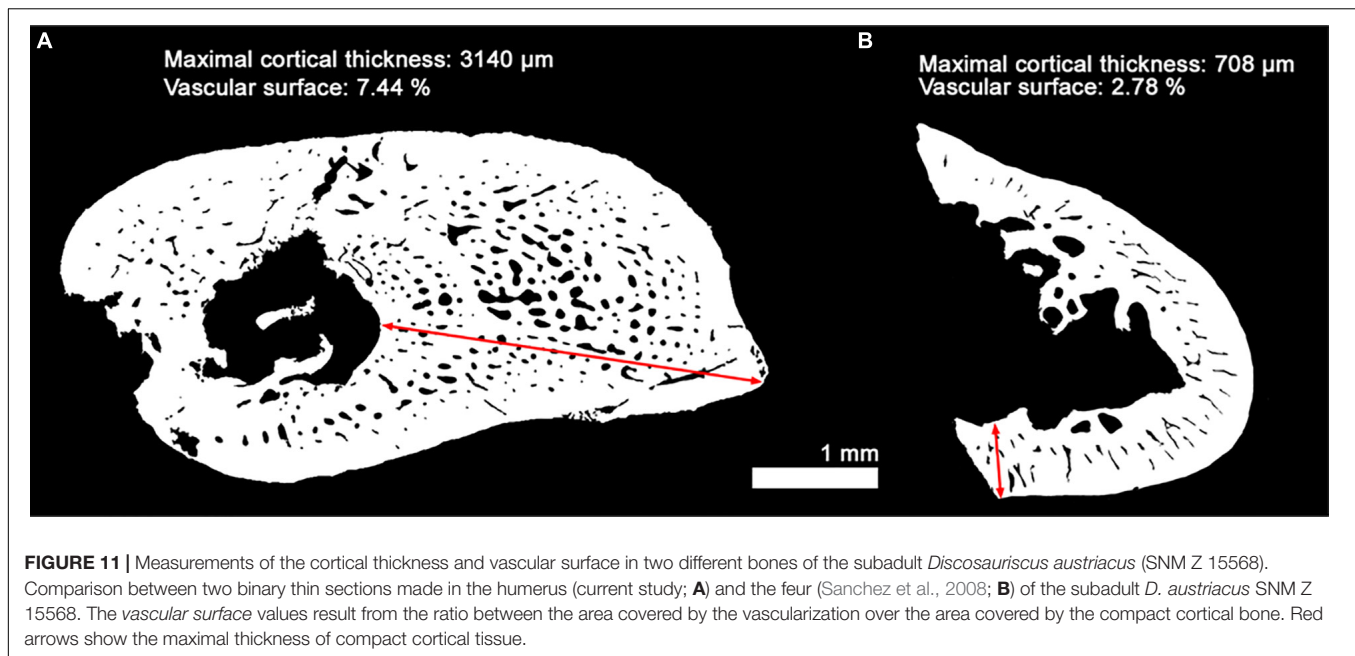 A
Maximal cortical thickness: 3140 µm
Vascular surface: 7.44 %
B
Maximal cortical thickness: 708 µm
Vascular surface: 2.78 %
1 mm
FIGURE 11 | Measurements of the cortical thickness and vascular surface in two different bones of the subadult Discosauriscus austriacus (SNM Z 15568).
Comparison between two binary thin sections made in the humerus (current study; A) and the feur (Sanchez et al., 2008; B) of the subadult D. austriacus SNM Z
15568. The vascular surface values result from the ratio between the area covered by the vascularization over the area covered by the compact cortical bone. Red
arrows show the maximal thickness of compact cortical tissue.